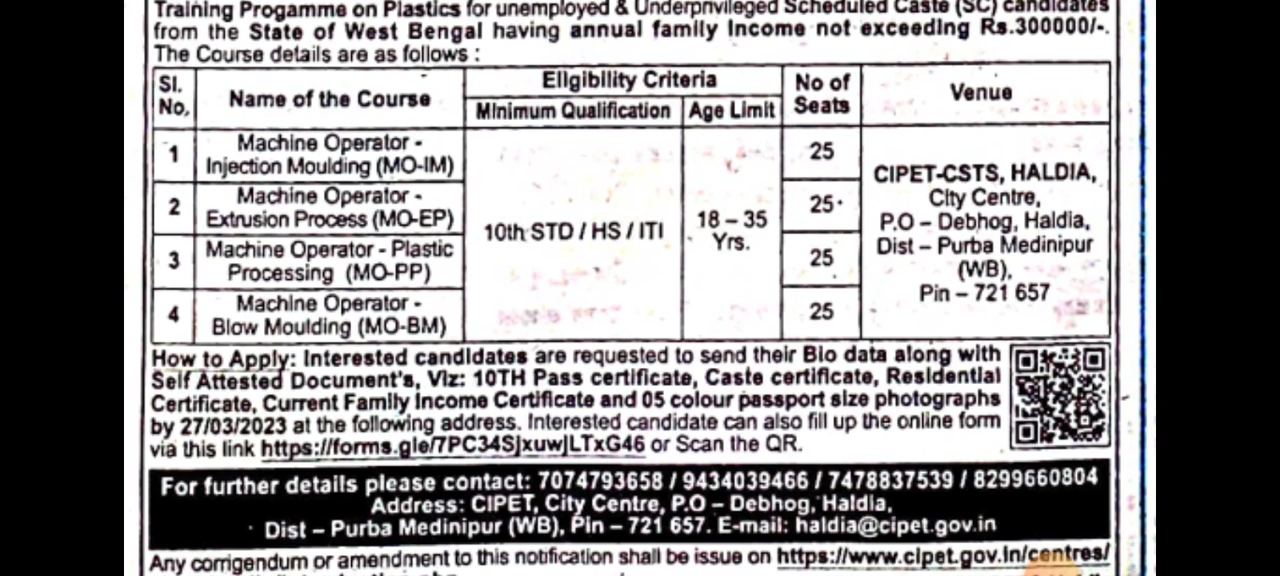 Training Progamme on Plastics for unemployed & Underprivileged Scheduled Caste (SC) candidates
from the State of West Bengal having annual family Income not exceeding Rs.300000/-.
The Course details are as follows :
Sl. No. Name of the Course Eligibility Criteria No of Seats Venue
Minimum Qualification Age Limit
1 Machine Operator - 25
Injection Moulding (MO-IM)
2 Machine Operator - 25
Extrusion Process (MO-EP)
3 Machine Operator - Plastic 25
Processing (MO-PP)
4 Machine Operator - 25
Blow Moulding (MO-BM)
10th STD / HS / ITI
18 – 35
Yrs.
CIPET-CSTS, HALDIA,
City Centre,
P.O – Debhog, Haldia,
Dist – Purba Medinipur
(WB),
Pin – 721 657
How to Apply: Interested candidates are requested to send their Bio data along with
Self Attested Document's, Viz: 10TH Pass certificate, Caste certificate, Residential
Certificate, Current Family Income Certificate and 05 colour passport size photographs
by 27/03/2023 at the following address. Interested candidate can also fill up the online form
via this link https://forms.gle/7PC34SjxuwjLTxG46 or Scan the QR.
For further details please contact: 7074793658 / 9434039466 / 7478837539 / 8299660804
Address: CIPET, City Centre, P.O – Debhog, Haldia,
Dist – Purba Medinipur (WB), Pin – 721 657. E-mail: haldia@cipet.gov.in
Any corrigendum or amendment to this notification shall be issue on https://www.cipet.gov.in/centres/